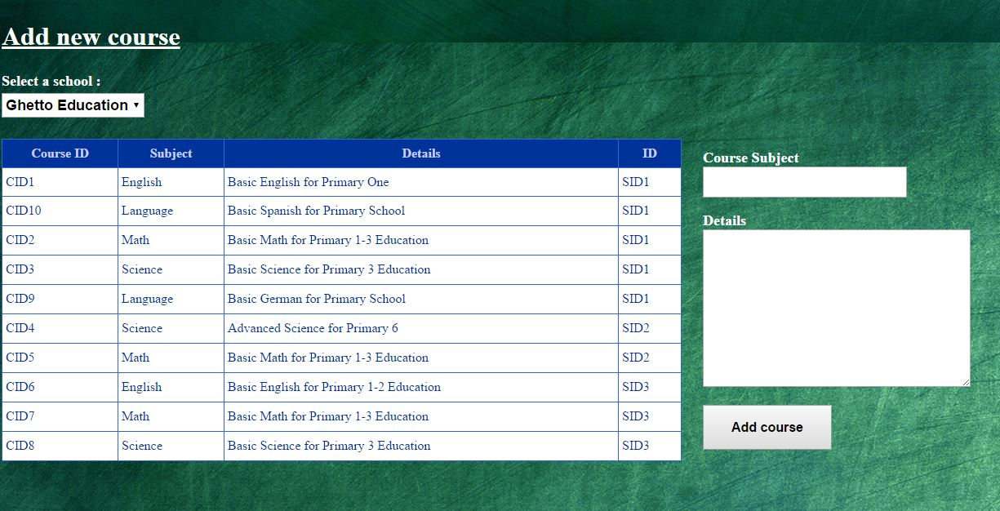 Add new course
Select a school :
Ghetto Education
Course ID Subject Details ID
CID1 English Basic English for Primary One SID1
CID10 Language Basic Spanish for Primary School SID1
CID2 Math Basic Math for Primary 1-3 Education SID1
CID3 Science Basic Science for Primary 3 Education SID1
CID9 Language Basic German for Primary School SID1
CID4 Science Advanced Science for Primary 6 SID2
CID5 Math Basic Math for Primary 1-3 Education SID2
CID6 English Basic English for Primary 1-2 Education SID3
CID7 Math Basic Math for Primary 1-3 Education SID3
CID8 Science Basic Science for Primary 3 Education SID3
Course Subject
Details
Add course